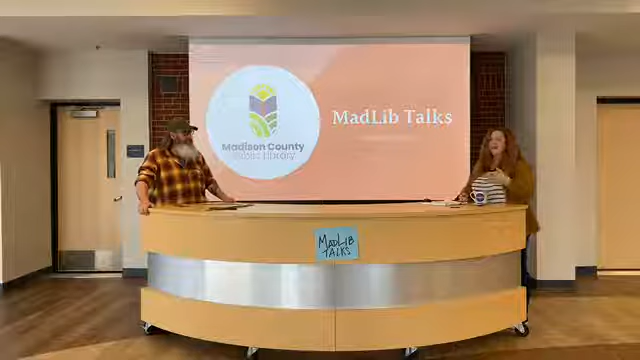 MadLib Talks
Madison County
Public Library
MADLIB
TALKS